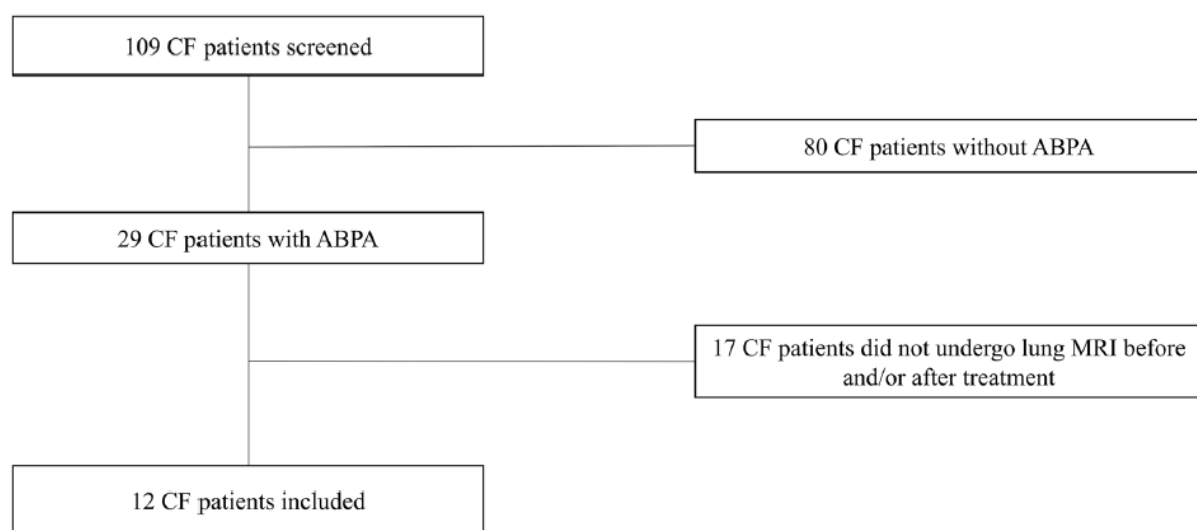 109 CF patients screened
80 CF patients without ABPA
29 CF patients with ABPA
17 CF patients did not undergo lung MRI before
and/or after treatment
12 CF patients included